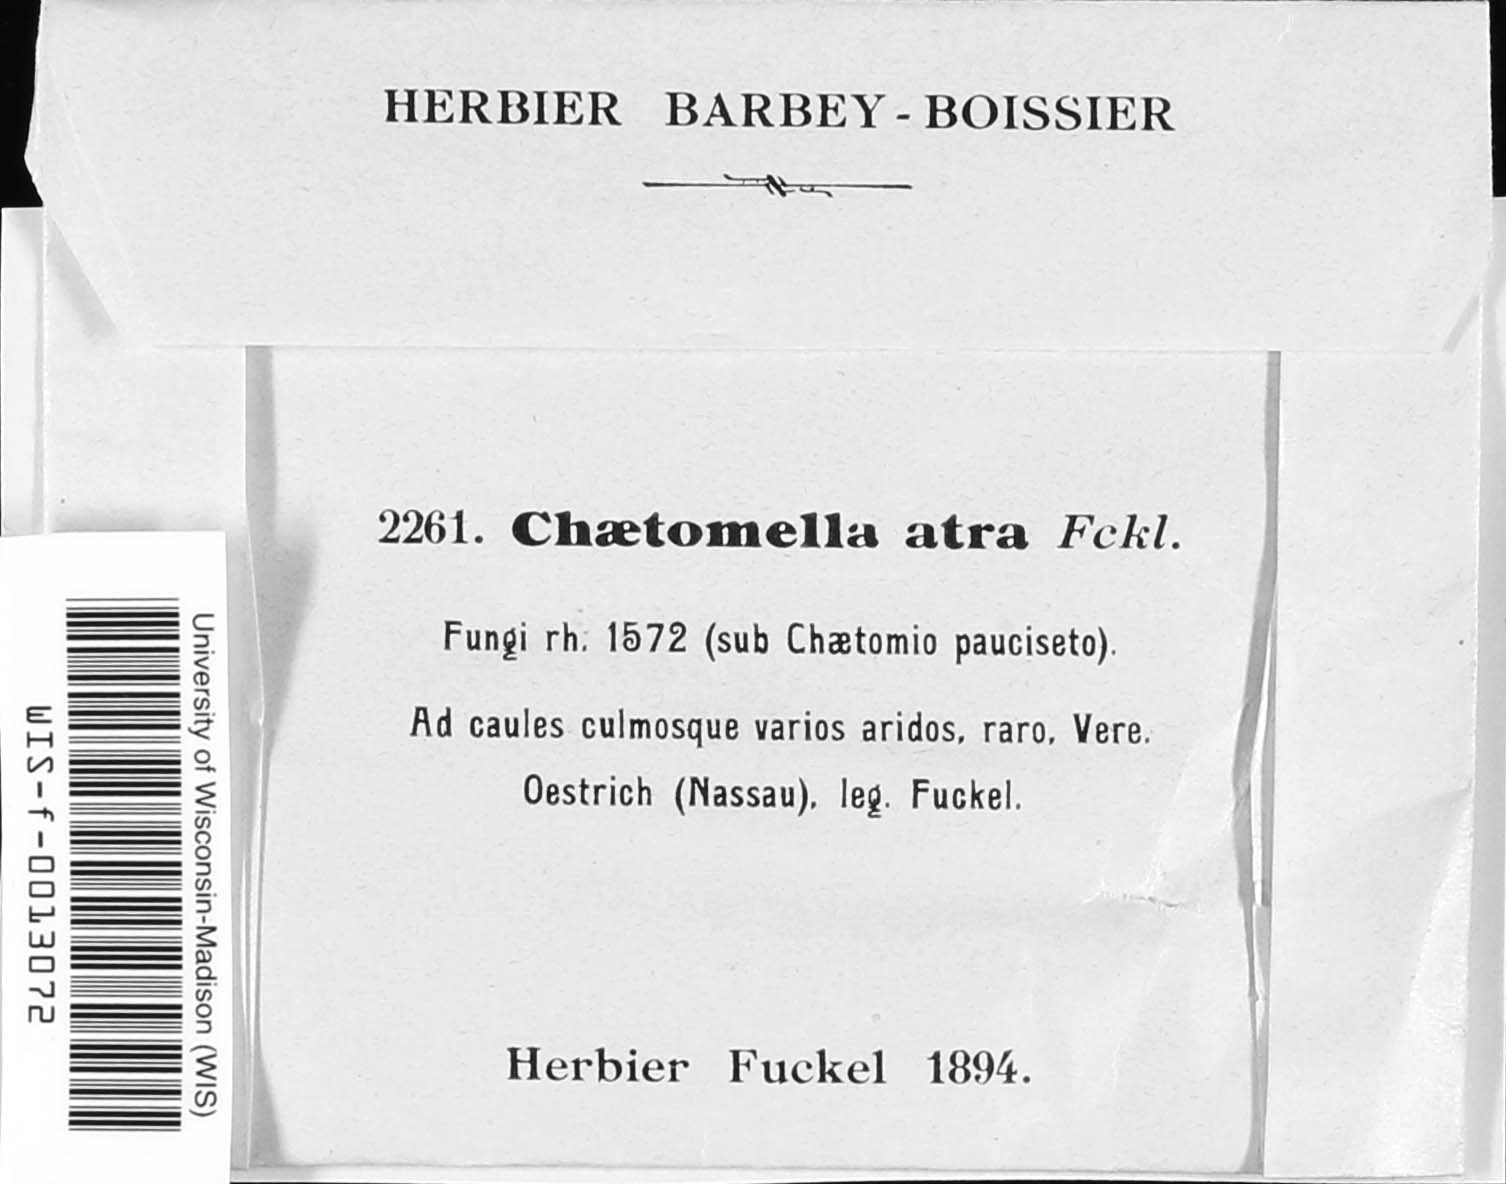 HERBIER BARBEY-BOISSIER
2261. Chætomella atra Fckl.
Fungi rh. 1572 (sub Chætomio pauciseto).
Ad caules culmosque varios aridos, raro, Vere.
Oestrich (Nassau), leg. Fuckel.
Herbier Fuckel 1894.
University of Wisconsin-Madison (WIS)
WIS-f-0013072